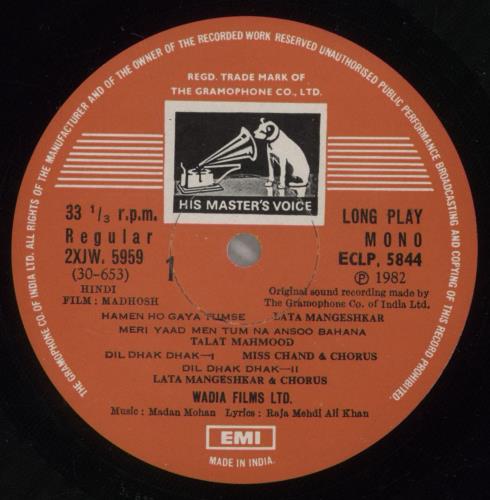 THE GRAMOPHONE CO. OF INDIA LTD. ALL RIGHTS OF THE MANUFACTURER AND OF THE OWNER OF THE RECORDED WORK RESERVED UNAUTHORISED PUBLIC PERFORMANCE BROADCASTING AND COPYING OF THIS RECORD PROHIBITED.
REGD. TRADE MARK OF
THE GRAMOPHONE CO., LTD.
HIS MASTER'S VOICE
33 1/3 r.p.m.
Regular
2XJW. 5959
(30-653)
1
HINDI
FILM : MADHOSH
LONG PLAY
MONO
ECLP. 5844
℗ 1982
Original sound recording made by
The Gramophone Co. of India Ltd.
HAMEN HO GAYA TUMSE LATA MANGESHKAR
MERI YAAD MEN TUM NA ANSOO BAHANA
TALAT MAHMOOD
DIL DHAK DHAK—I MISS CHAND & CHORUS
DIL DHAK DHAK—II
LATA MANGESHKAR & CHORUS
WADIA FILMS LTD.
Music : Madan Mohan Lyrics : Raja Mehdi Ali Khan
EMI
MADE IN INDIA.